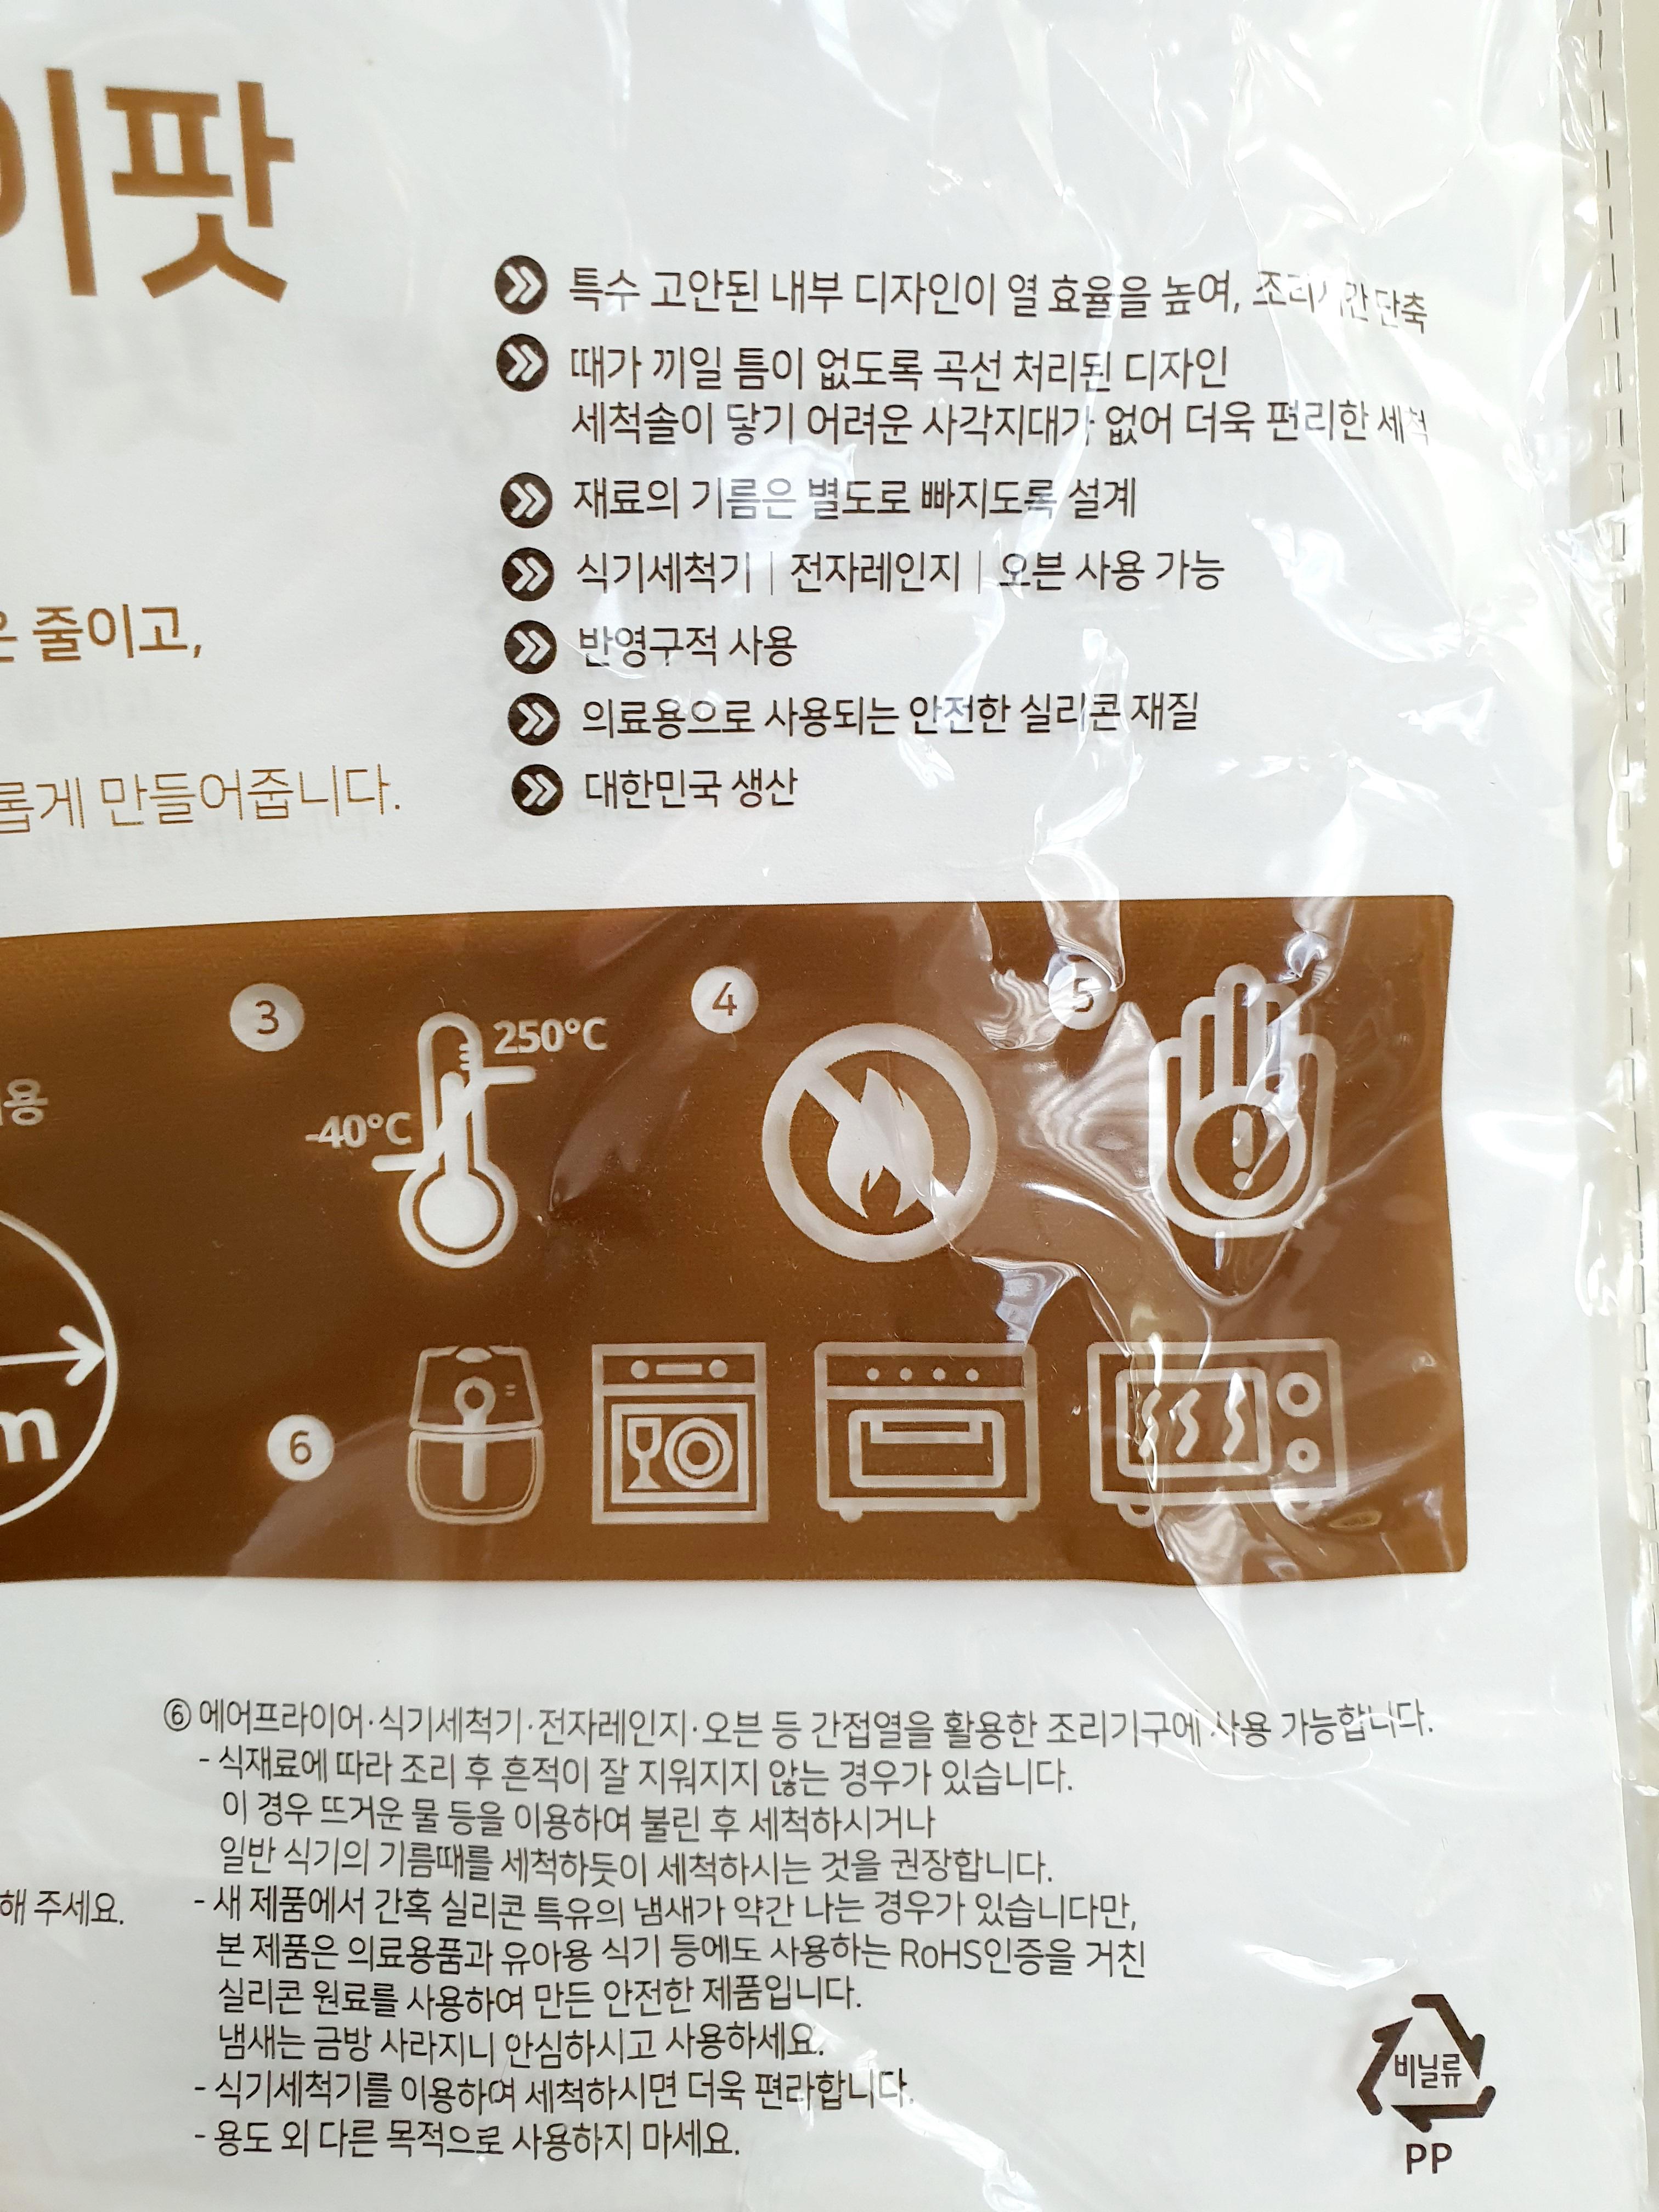 이팟
특수 고안된 내부 디자인이 열 효율을 높여, 조리시간 단축
때가 끼일 틈이 없도록 곡선 처리된 디자인
세척솔이 닿기 어려운 사각지대가 없어 더욱 편리한 세척
재료의 기름은 별도로 빠지도록 설계
식기세척기 | 전자레인지 | 오븐 사용 가능
은 줄이고,
반영구적 사용
의료용으로 사용되는 안전한 실리콘 재질
롭게 만들어줍니다.
대한민국 생산
3
250°C
-40°C
4
5
용
m
6
⑥ 에어프라이어·식기세척기·전자레인지·오븐 등 간접열을 활용한 조리기구에 사용 가능합니다.
- 식재료에 따라 조리 후 흔적이 잘 지워지지 않는 경우가 있습니다.
이 경우 뜨거운 물 등을 이용하여 불린 후 세척하시거나
일반 식기의 기름때를 세척하듯이 세척하시는 것을 권장합니다.
해 주세요.
- 새 제품에서 간혹 실리콘 특유의 냄새가 약간 나는 경우가 있습니다만,
본 제품은 의료용품과 유아용 식기 등에도 사용하는 RoHS인증을 거친
실리콘 원료를 사용하여 만든 안전한 제품입니다.
냄새는 금방 사라지니 안심하시고 사용하세요.
- 식기세척기를 이용하여 세척하시면 더욱 편라합니다.
- 용도 외 다른 목적으로 사용하지 마세요.
비닐류
PP